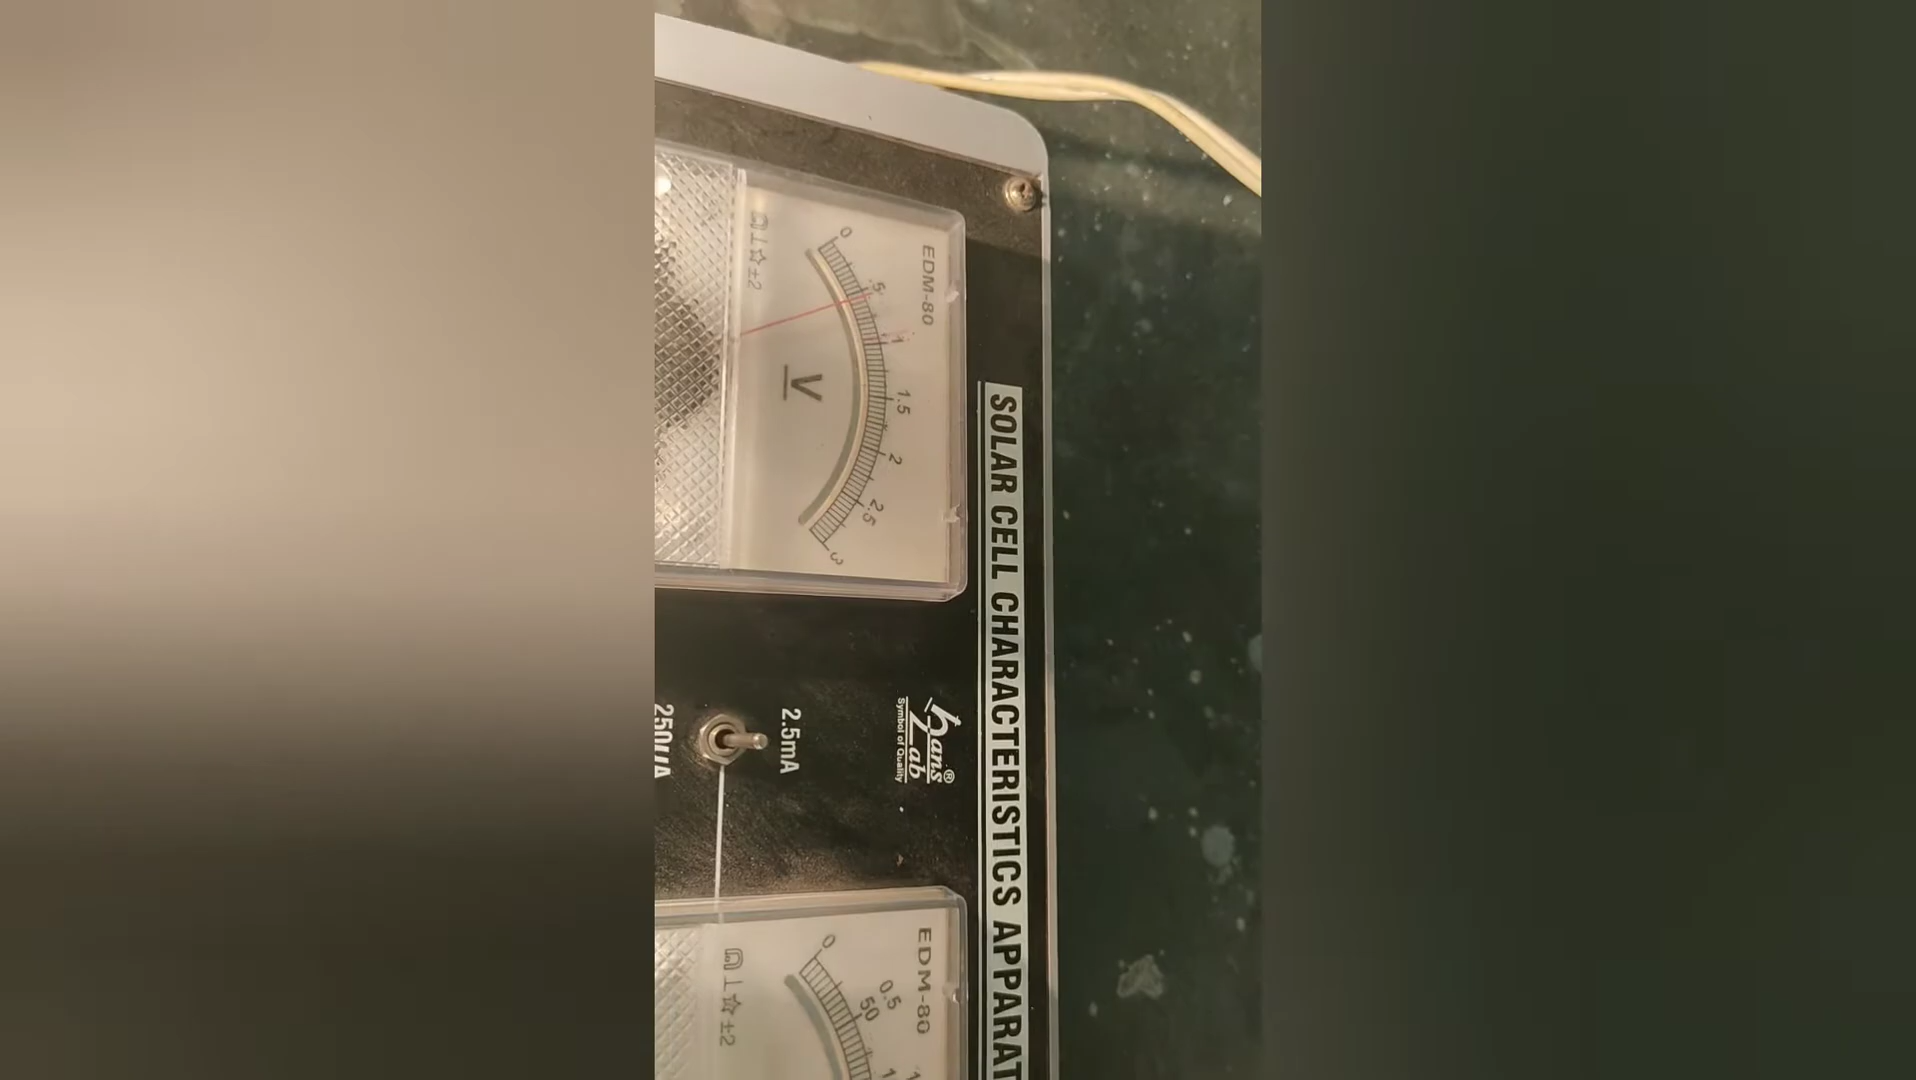 SOLAR CELL CHARACTERISTICS APPARAT
EDM-80
0 .5 1 1.5 2 2.5 3
V
±2
hans
Lab®
Symbol of Quality
2.5mA
250µA
EDM-80
0.5
0 50
±2